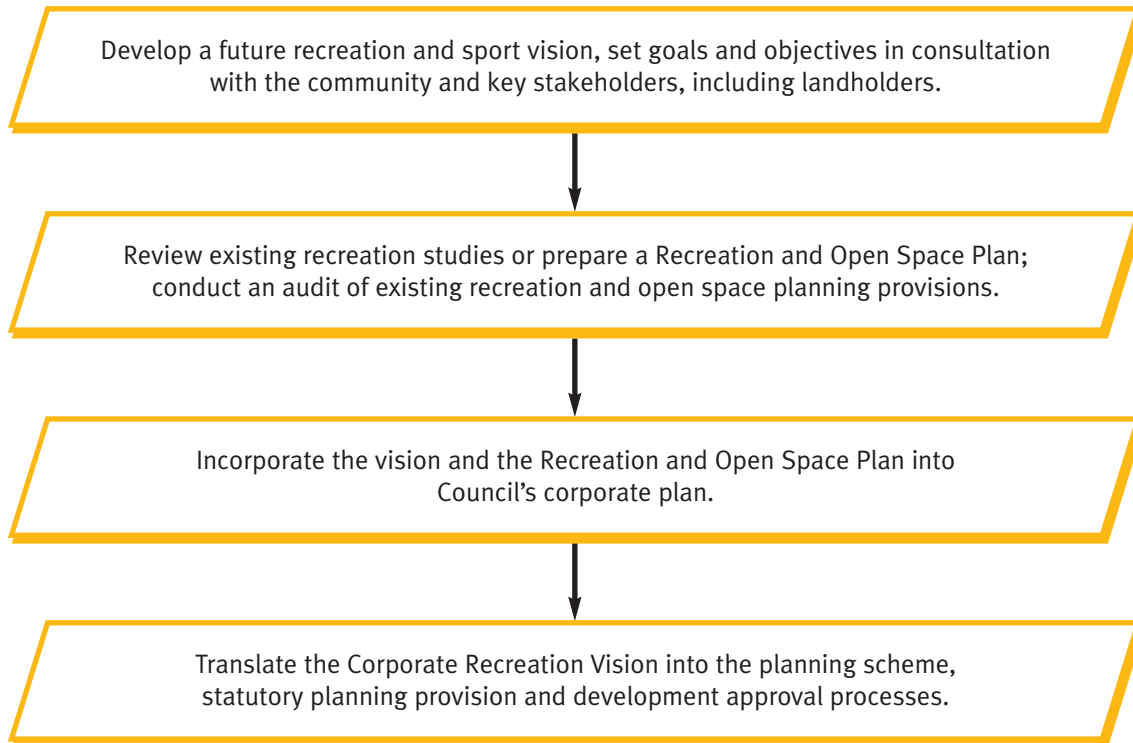 Develop a future recreation and sport vision, set goals and objectives in consultation
with the community and key stakeholders, including landholders.
Review existing recreation studies or prepare a Recreation and Open Space Plan;
conduct an audit of existing recreation and open space planning provisions.
Incorporate the vision and the Recreation and Open Space Plan into
Council’s corporate plan.
Translate the Corporate Recreation Vision into the planning scheme,
statutory planning provision and development approval processes.